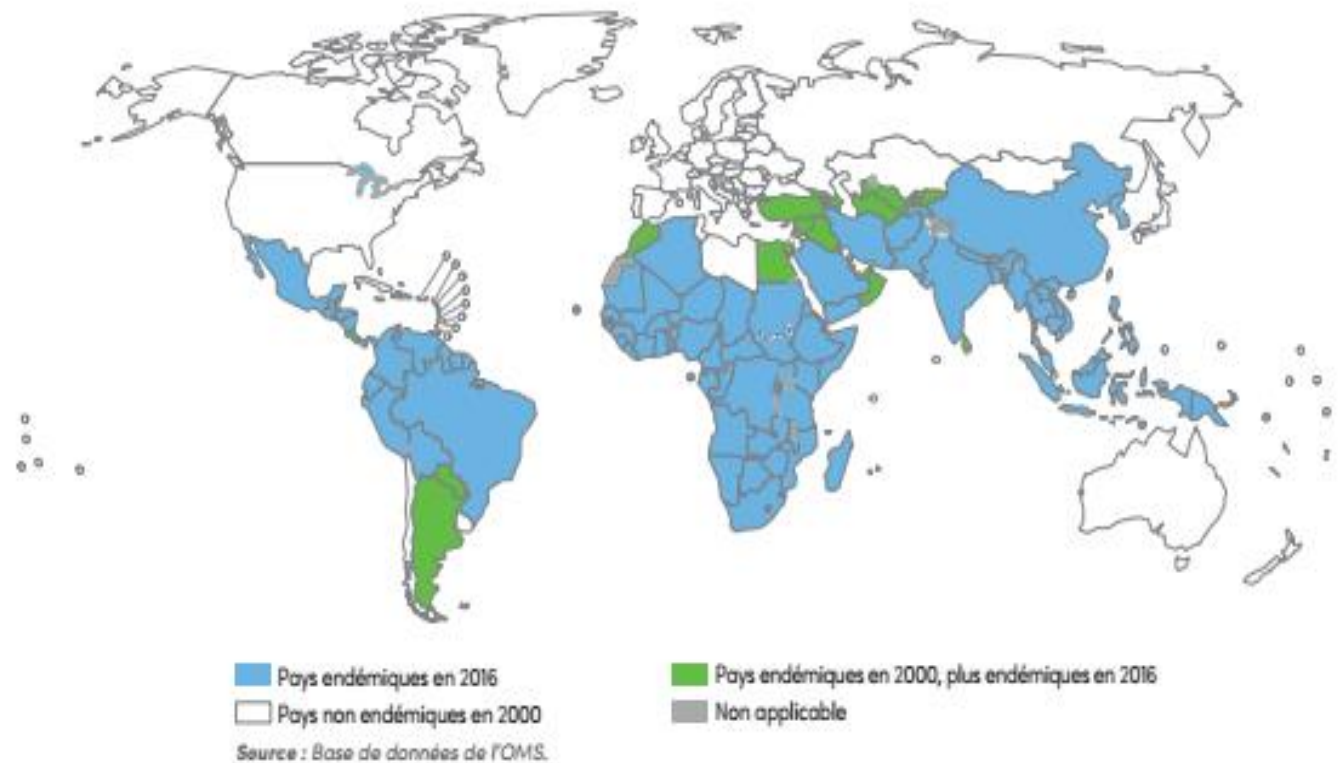 Pays endémiques en 2016
Pays non endémiques en 2000
Pays endémiques en 2000, plus endémiques en 2016
Non applicable
Source : Base de données de l'OMS.